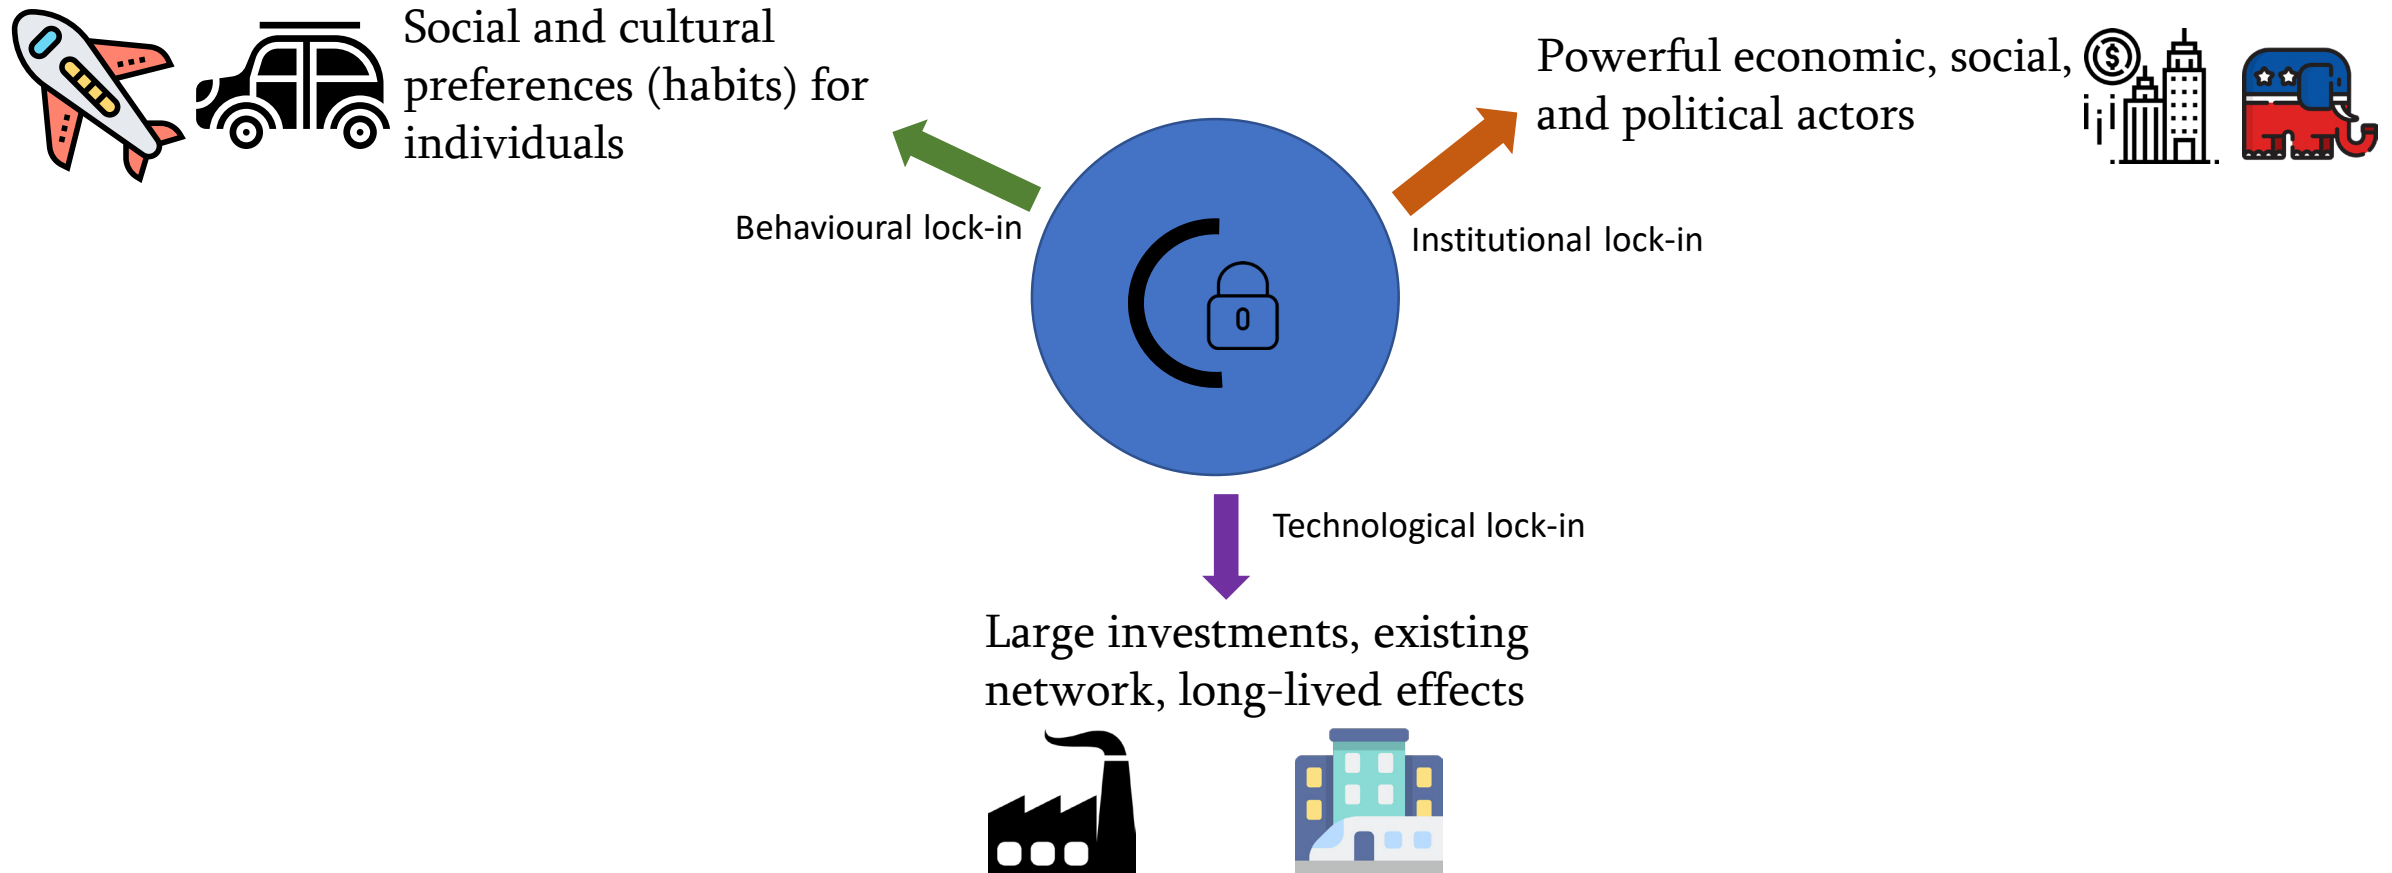 Social and cultural
preferences (habits) for
individuals
Powerful economic, social,
and political actors
$
Behavioural lock-in
Institutional lock-in
Technological lock-in
Large investments, existing
network, long-lived effects